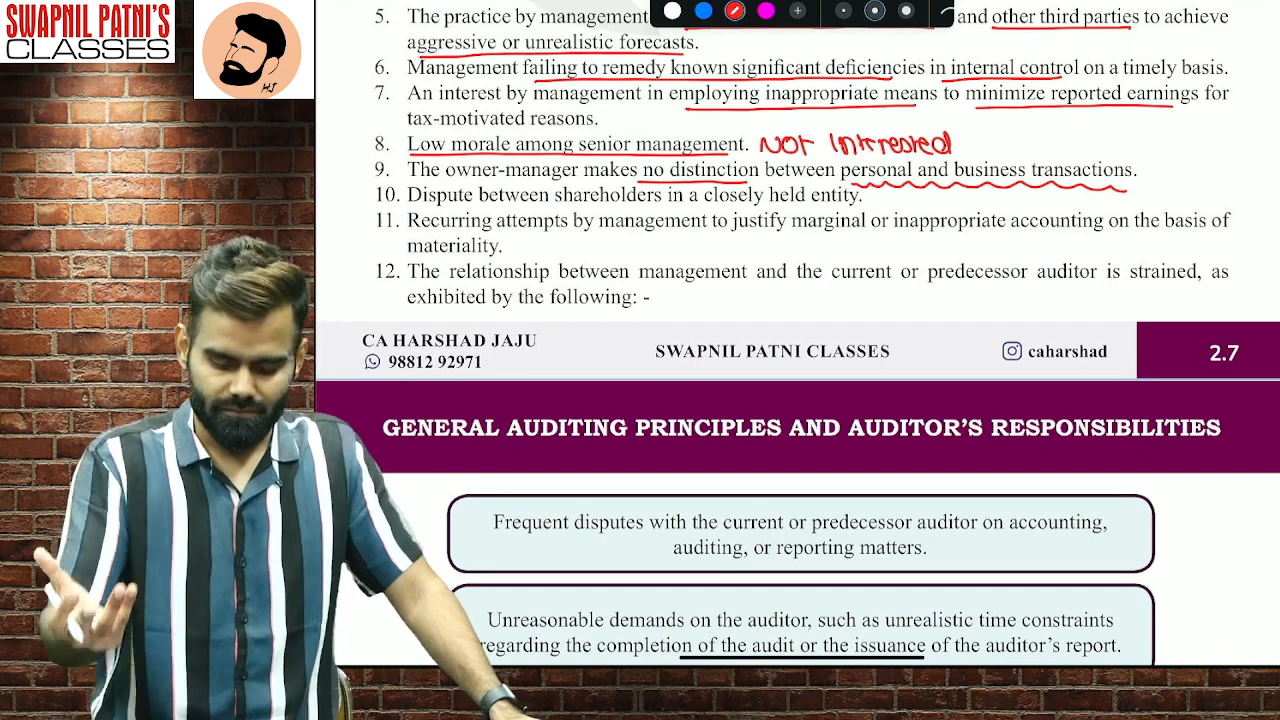 SWAPNIL PATNI'S
CLASSES
HJ
5. The practice by management and other third parties to achieve
aggressive or unrealistic forecasts.
6. Management failing to remedy known significant deficiencies in internal control on a timely basis.
7. An interest by management in employing inappropriate means to minimize reported earnings for
tax-motivated reasons.
8. Low morale among senior management. NOT Interested
9. The owner-manager makes no distinction between personal and business transactions.
10. Dispute between shareholders in a closely held entity.
11. Recurring attempts by management to justify marginal or inappropriate accounting on the basis of
materiality.
12. The relationship between management and the current or predecessor auditor is strained, as
exhibited by the following: -
CA HARSHAD JAJU
98812 92971
SWAPNIL PATNI CLASSES
caharshad
2.7
GENERAL AUDITING PRINCIPLES AND AUDITOR'S RESPONSIBILITIES
Frequent disputes with the current or predecessor auditor on accounting,
auditing, or reporting matters.
Unreasonable demands on the auditor, such as unrealistic time constraints
regarding the completion of the audit or the issuance of the auditor's report.